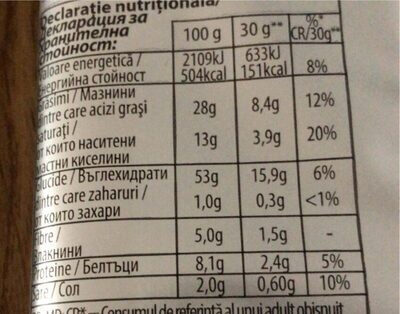 Declarație nutrițională/
Декларация за
хранителна
стойност:
100 g 30 g** %* CR/30g**
Valoare energetică / 2109kJ 633kJ
енергийна стойност 504kcal 151kcal 8%
Grăsimi / Мазнини 28g 8,4g 12%
dintre care acizi grași
saturați / 13g 3,9g 20%
от които наситени
мастни киселини
Glucide / Въглехидрати 53g 15,9g 6%
dintre care zaharuri / 1,0g 0,3g <1%
от които захари
Fibre / 5,0g 1,5g -
Влакнини
Proteine / Белтъци 8,1g 2,4g 5%
Sare / Сол 2,0g 0,60g 10%
CR* = Consumul de referință al unui adult obișnuit